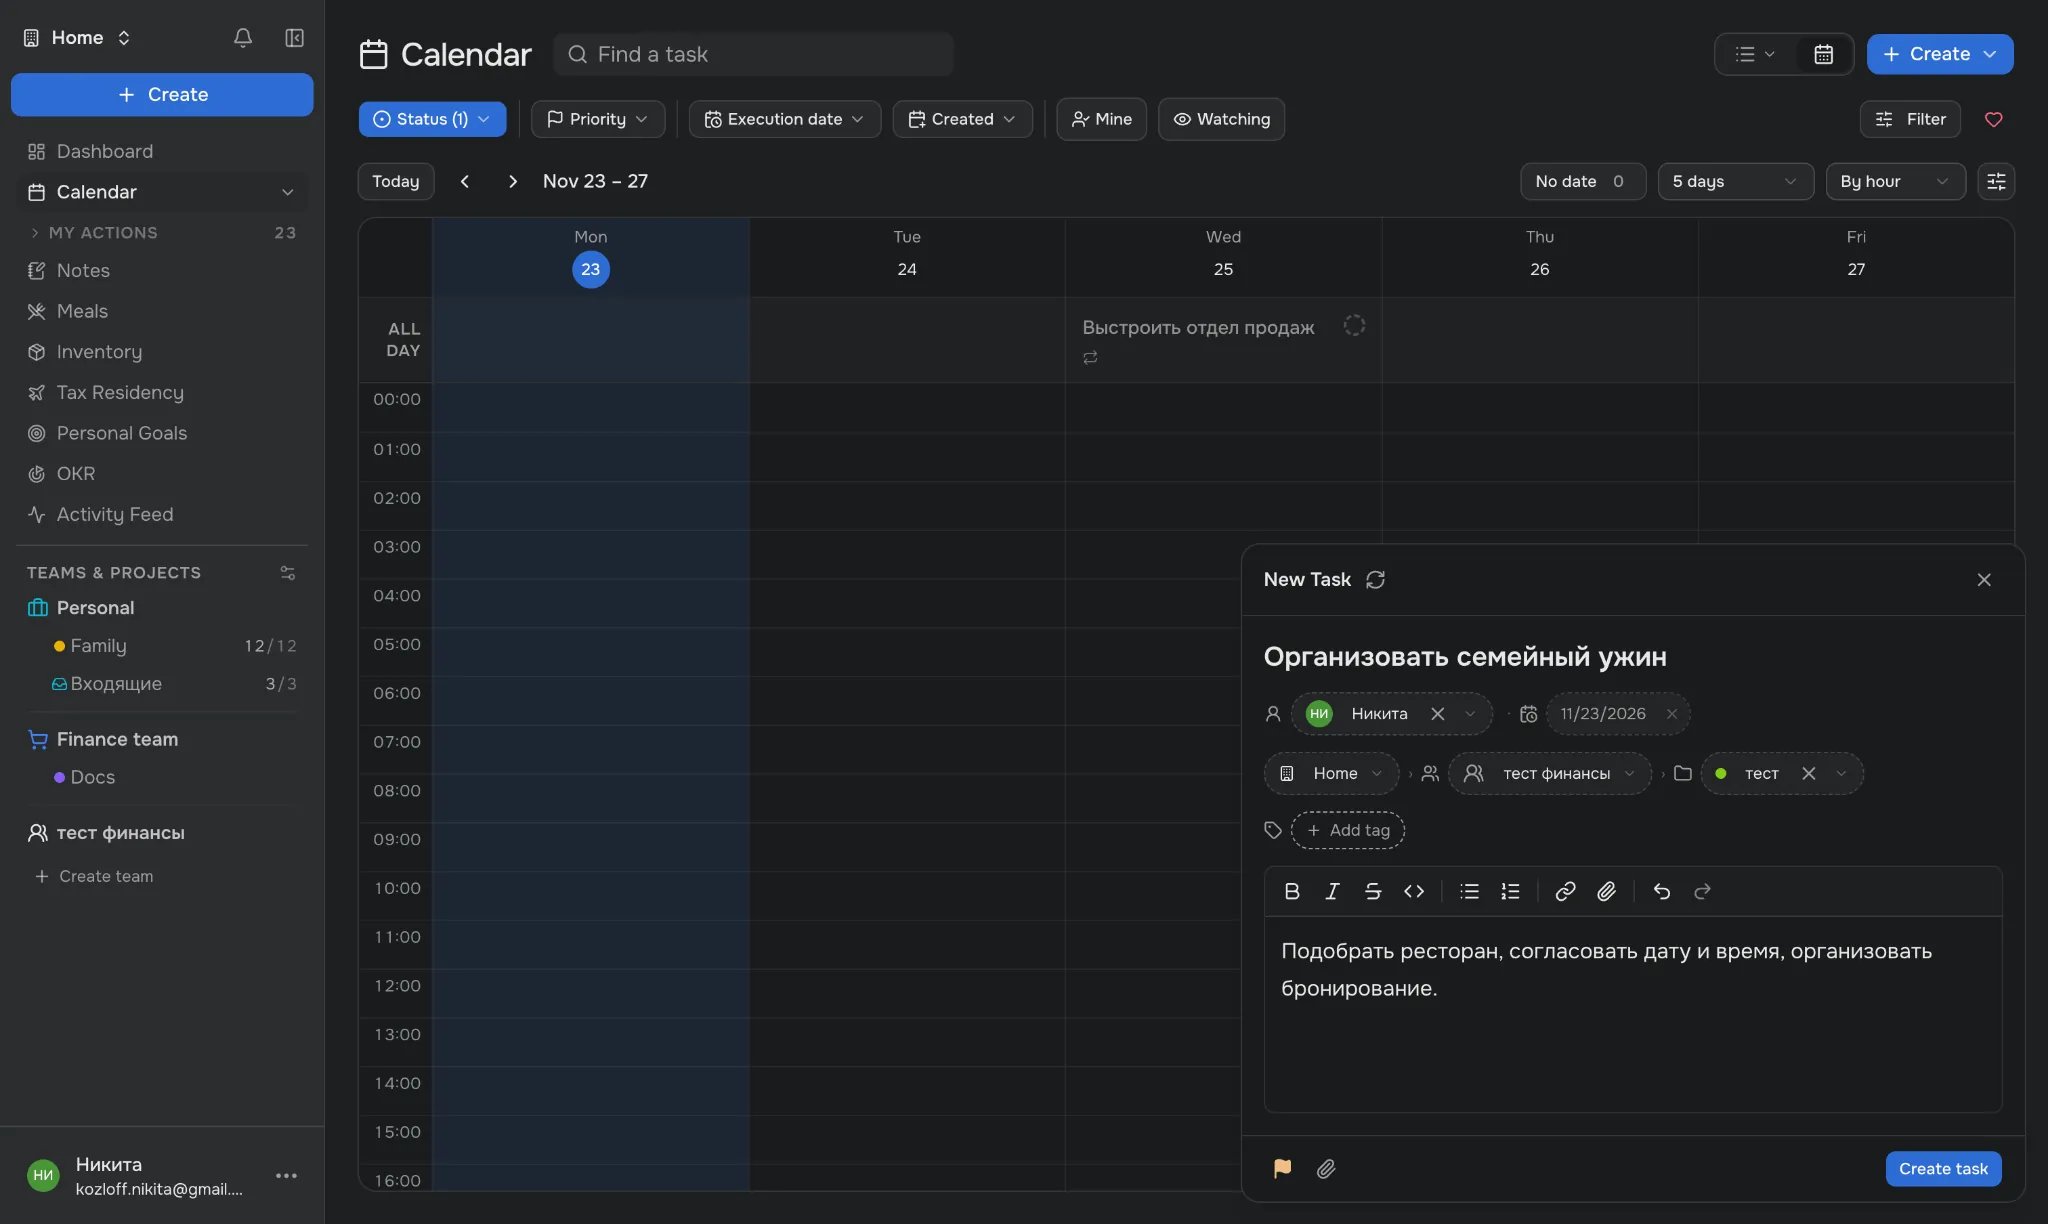 Home
Create
Dashboard
Calendar
MY ACTIONS 23
Notes
Meals
Inventory
Tax Residency
Personal Goals
OKR
Activity Feed
TEAMS & PROJECTS
Personal
Family 12/12
Входящие 3/3
Finance team
Docs
тест финансы
Create team
НИ
Никита
kozloff.nikita@gmail....
Calendar
Find a task
Create
Status (1)
Priority
Execution date
Created
Mine
Watching
Filter
Today
Nov 23 – 27
No date 0
5 days
By hour
Mon
23
Tue
24
Wed
25
Thu
26
Fri
27
ALL
DAY
Выстроить отдел продаж
00:00
01:00
02:00
03:00
04:00
05:00
06:00
07:00
08:00
09:00
10:00
11:00
12:00
13:00
14:00
15:00
16:00
New Task
Организовать семейный ужин
НИ Никита 11/23/2026
Home тест финансы тест
Add tag
Подобрать ресторан, согласовать дату и время, организовать
бронирование.
Create task